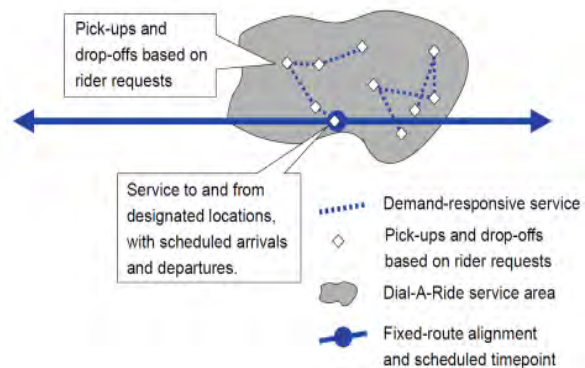 Pick-ups and
drop-offs based on
rider requests
Service to and from
designated locations,
with scheduled arrivals
and departures.
Demand-responsive service
Pick-ups and drop-offs
based on rider requests
Dial-A-Ride service area
Fixed-route alignment
and scheduled timepoint